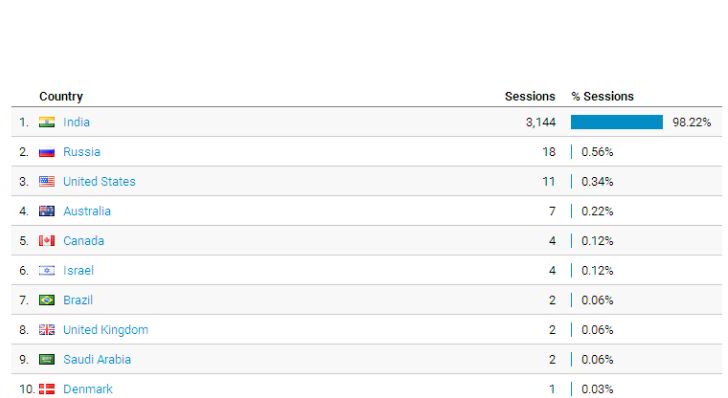 Country Sessions % Sessions
1. India 3,144 98.22%
2. Russia 18 0.56%
3. United States 11 0.34%
4. Australia 7 0.22%
5. Canada 4 0.12%
6. Israel 4 0.12%
7. Brazil 2 0.06%
8. United Kingdom 2 0.06%
9. Saudi Arabia 2 0.06%
10. Denmark 1 0.03%